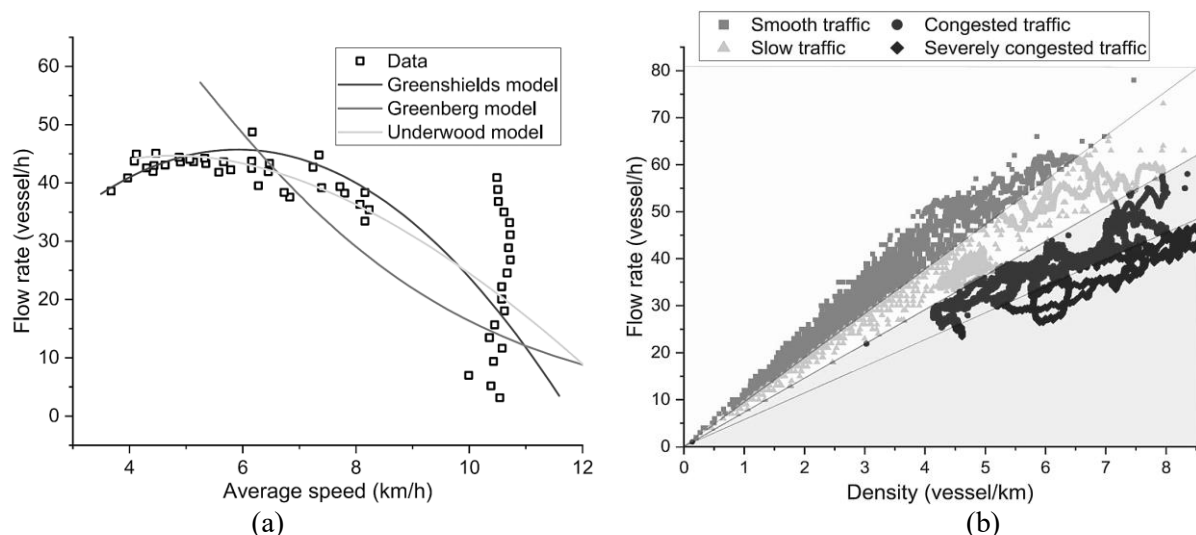 Smooth traffic
Congested traffic
Slow traffic
Severely congested traffic
Data
Greenshields model
Greenberg model
Underwood model
Flow rate (vessel/h)
60
50
40
30
20
10
0
4
6
8
10
12
Average speed (km/h)
(a)
Flow rate (vessel/h)
80
70
60
50
40
30
20
10
0
0
1
2
3
4
5
6
7
8
Density (vessel/km)
(b)